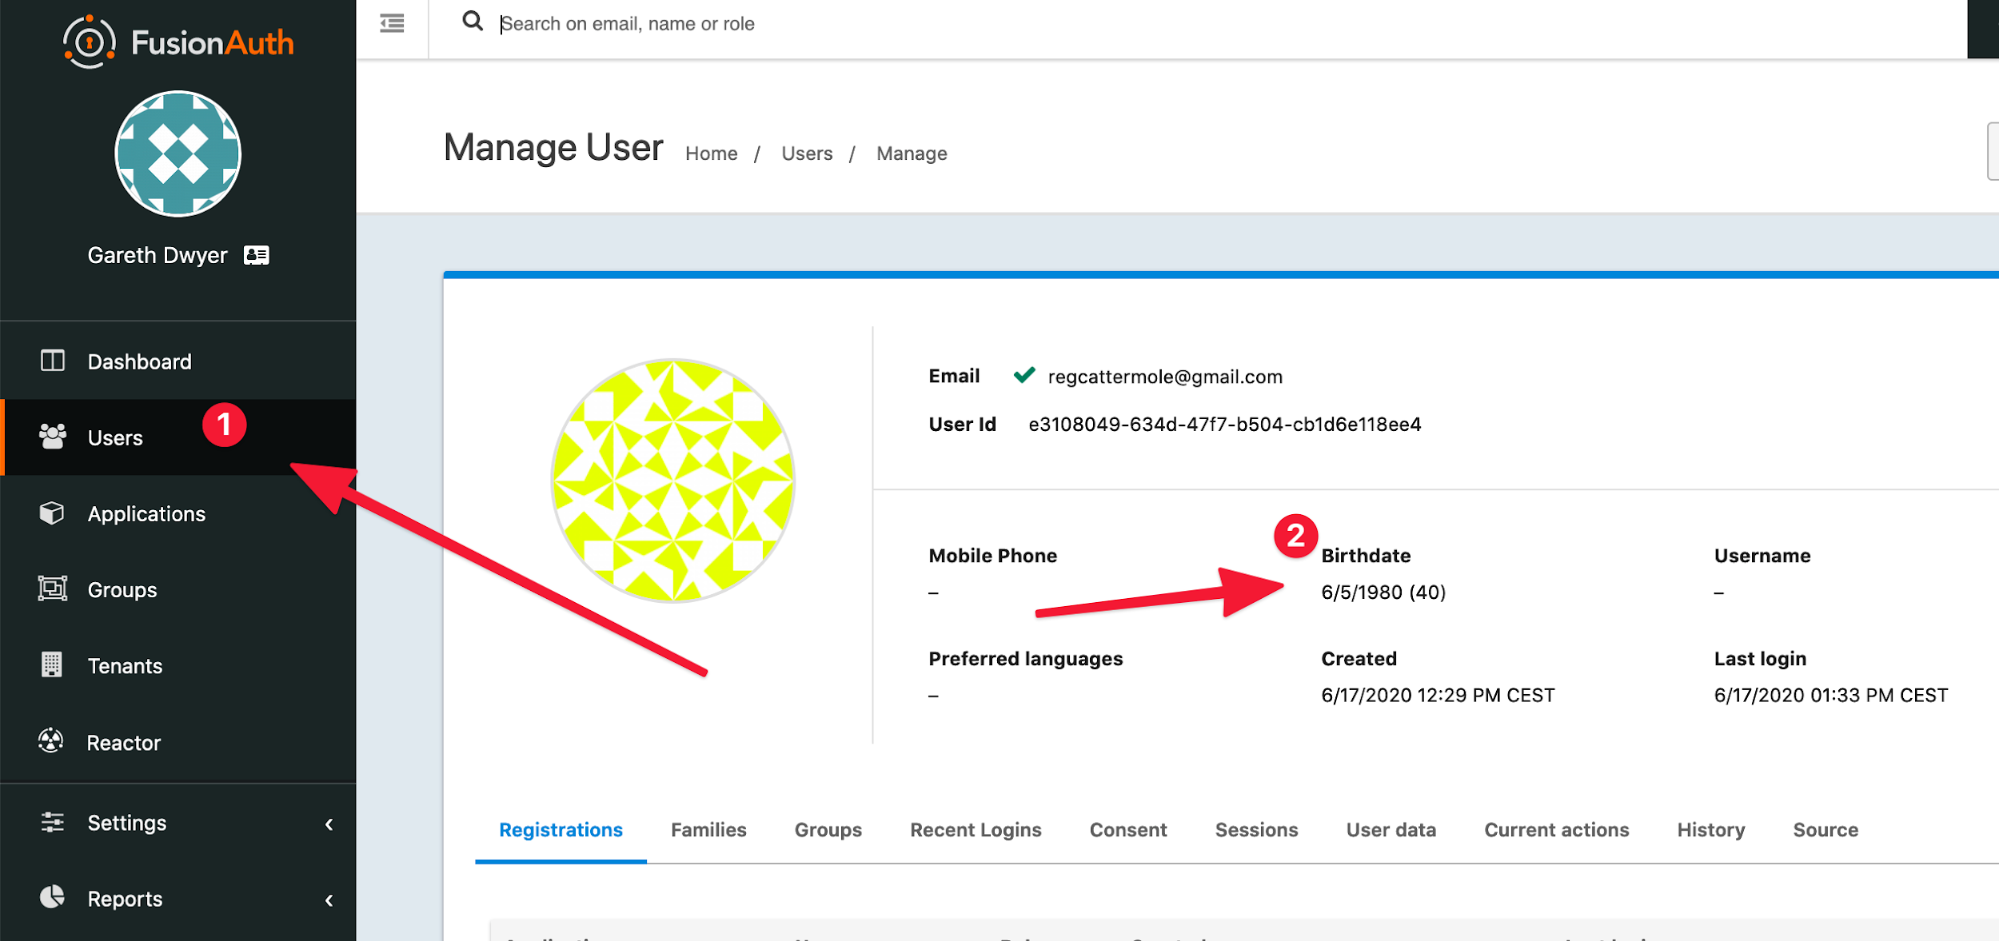 FusionAuth
Search on email, name or role
Gareth Dwyer
Manage User
Home / Users / Manage
Dashboard
Users
1
Applications
Groups
Tenants
Reactor
Settings
Reports
Email regcattermole@gmail.com
User Id e3108049-634d-47f7-b504-cb1d6e118ee4
2
Mobile Phone Birthdate Username
– 6/5/1980 (40) –
Preferred languages Created Last login
– 6/17/2020 12:29 PM CEST 6/17/2020 01:33 PM CEST
Registrations Families Groups Recent Logins Consent Sessions User data Current actions History Source